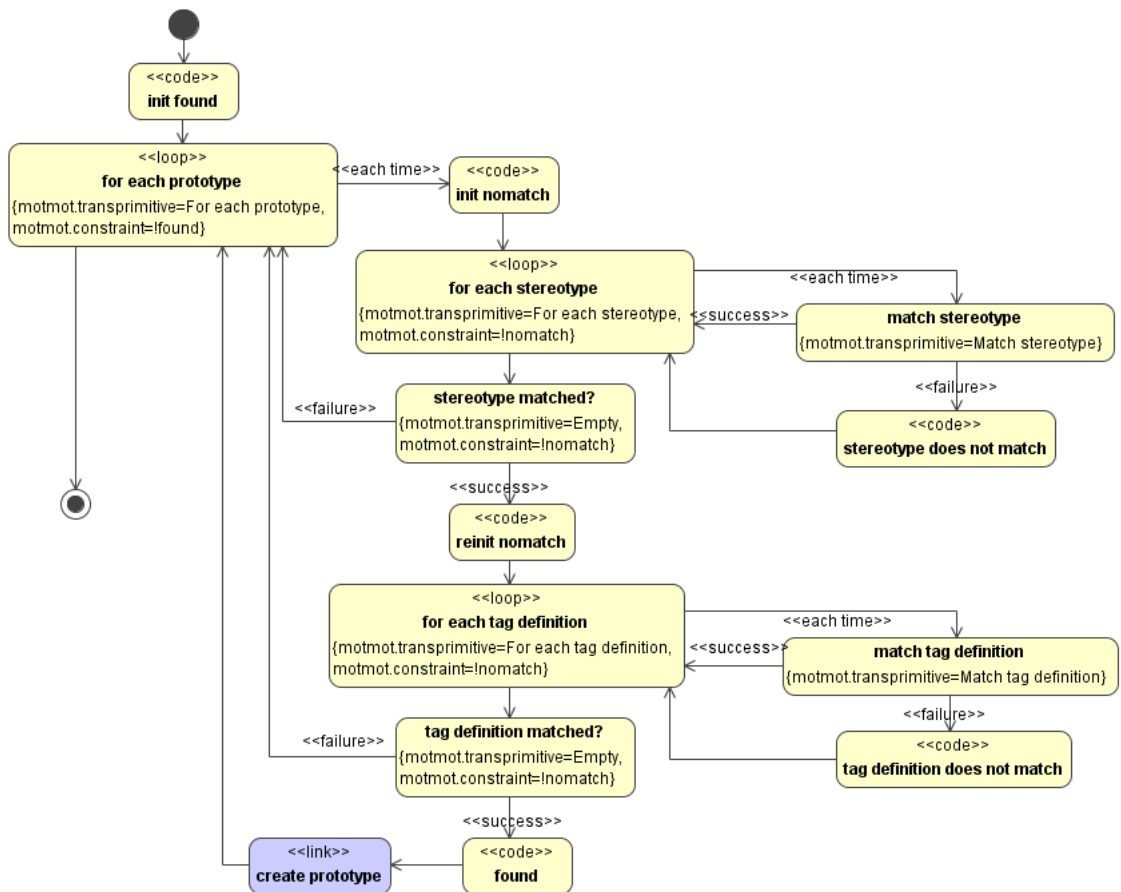 <<code>>
init found
<<loop>>
for each prototype
{motmot.transprimitive=For each prototype,
motmot.constraint=!found}
<<each time>>
<<code>>
init nomatch
<<loop>>
for each stereotype
{motmot.transprimitive=For each stereotype,
motmot.constraint=!nomatch}
<<each time>>
<<success>>
match stereotype
{motmot.transprimitive=Match stereotype}
<<failure>>
<<code>>
stereotype does not match
<<failure>>
stereotype matched?
{motmot.transprimitive=Empty,
motmot.constraint=!nomatch}
<<success>>
<<code>>
reinit nomatch
<<loop>>
for each tag definition
{motmot.transprimitive=For each tag definition,
motmot.constraint=!nomatch}
<<each time>>
<<success>>
match tag definition
{motmot.transprimitive=Match tag definition}
<<failure>>
<<code>>
tag definition does not match
<<failure>>
tag definition matched?
{motmot.transprimitive=Empty,
motmot.constraint=!nomatch}
<<success>>
<<link>>
create prototype
<<code>>
found